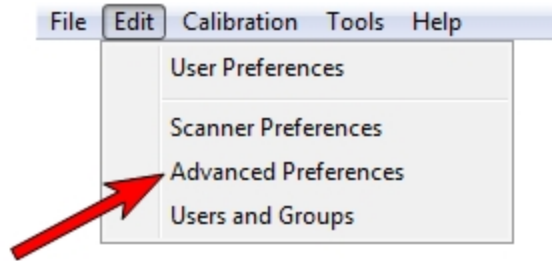 File Edit Calibration Tools Help
User Preferences
Scanner Preferences
Advanced Preferences
Users and Groups